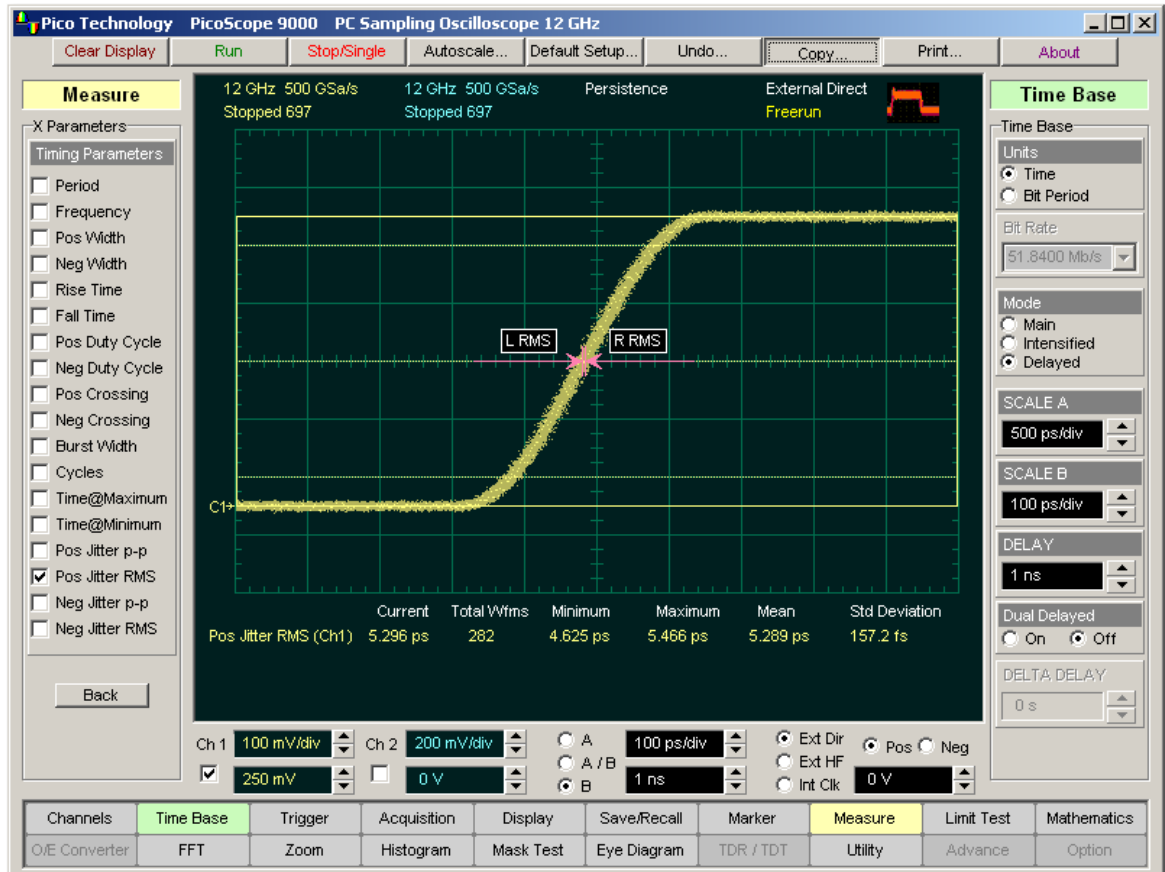 Pico Technology PicoScope 9000 PC Sampling Oscilloscope 12 GHz
Clear Display Run Stop/Single Autoscale... Default Setup... Undo... Copy... Print... About
Measure
X Parameters
Timing Parameters
Period
Frequency
Pos Width
Neg Width
Rise Time
Fall Time
Pos Duty Cycle
Neg Duty Cycle
Pos Crossing
Neg Crossing
Burst Width
Cycles
Time@Maximum
Time@Minimum
Pos Jitter p-p
Pos Jitter RMS
Neg Jitter p-p
Neg Jitter RMS
Back
12 GHz 500 GSa/s 12 GHz 500 GSa/s Persistence External Direct
Stopped 697 Stopped 697 Freerun
L RMS R RMS
C1
Current Total Wfms Minimum Maximum Mean Std Deviation
Pos Jitter RMS (Ch1) 5.296 ps 282 4.625 ps 5.466 ps 5.289 ps 157.2 fs
Time Base
Time Base
Units
Time
Bit Period
Bit Rate
51.8400 Mb/s
Mode
Main
Intensified
Delayed
SCALE A
500 ps/div
SCALE B
100 ps/div
DELAY
1 ns
Dual Delayed
On Off
DELTA DELAY
0 s
Ch 1 100 mV/div Ch 2 200 mV/div A 100 ps/div Ext Dir Pos Neg
A / B Ext HF
250 mV 0 V B 1 ns Int Clk 0 V
Channels Time Base Trigger Acquisition Display Save/Recall Marker Measure Limit Test Mathematics
O/E Converter FFT Zoom Histogram Mask Test Eye Diagram TDR / TDT Utility Advance Option